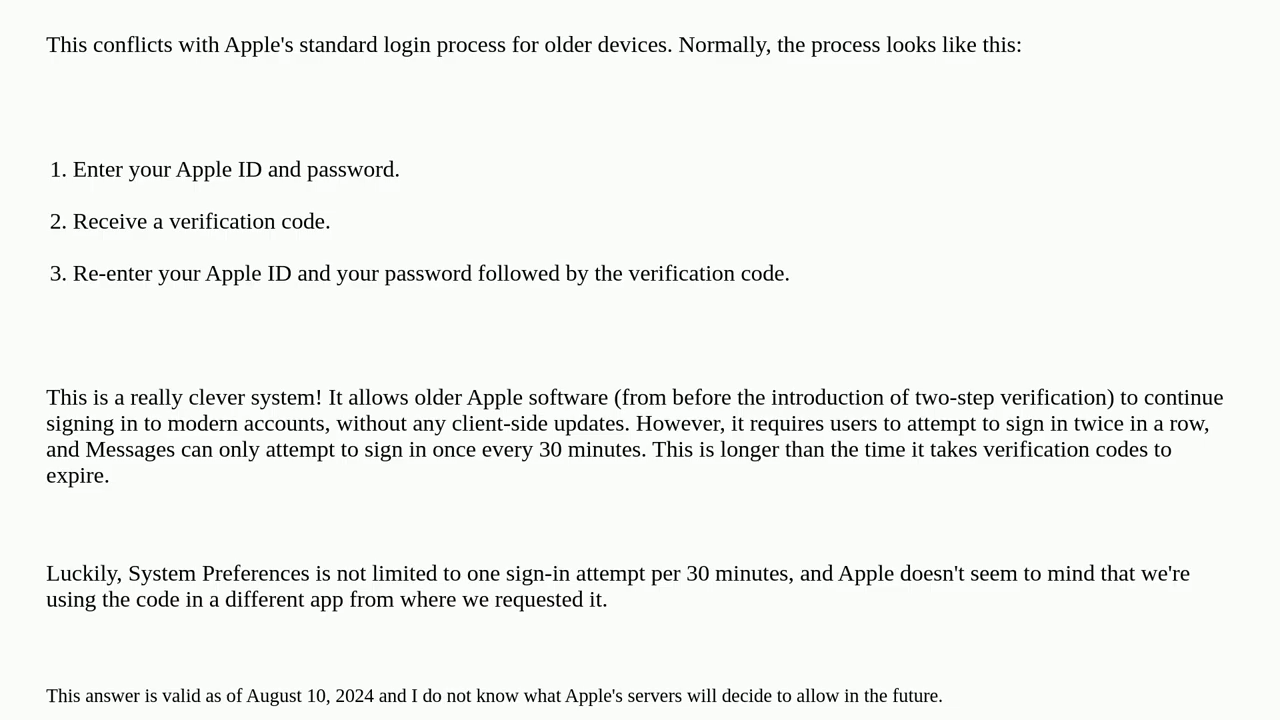 This conflicts with Apple's standard login process for older devices. Normally, the process looks like this:
1. Enter your Apple ID and password.
2. Receive a verification code.
3. Re-enter your Apple ID and your password followed by the verification code.
This is a really clever system! It allows older Apple software (from before the introduction of two-step verification) to continue
signing in to modern accounts, without any client-side updates. However, it requires users to attempt to sign in twice in a row,
and Messages can only attempt to sign in once every 30 minutes. This is longer than the time it takes verification codes to
expire.
Luckily, System Preferences is not limited to one sign-in attempt per 30 minutes, and Apple doesn't seem to mind that we're
using the code in a different app from where we requested it.
This answer is valid as of August 10, 2024 and I do not know what Apple's servers will decide to allow in the future.